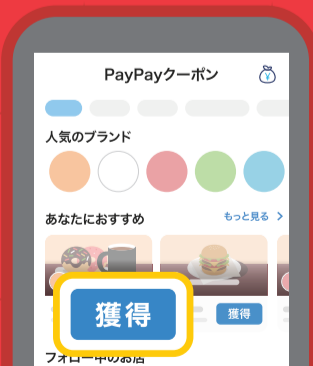 PayPayクーポン
¥
人気のブランド
あなたにおすすめ
もっと見る >
獲得
獲得
フォロー中のお店